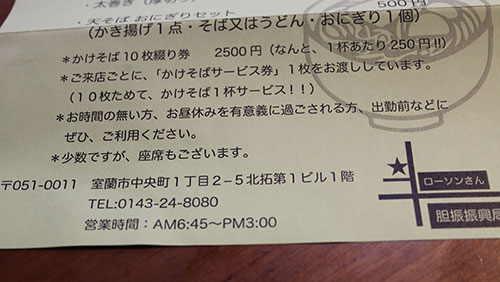 ・太巻き
500円
・天そば おにぎりセット
（かき揚げ１点・そば又はうどん・おにぎり１個）
＊かけそば10枚綴り券　2500円（なんと、1杯あたり250円!!）
＊ご来店ごとに、「かけそばサービス券」１枚をお渡ししています。
（１０枚ためて、かけそば１杯サービス！！）
＊お時間の無い方、お昼休みを有意義に過ごされる方、出勤前などに
ぜひ、ご利用ください。
＊少数ですが、座席もございます。
〒051-0011　室蘭市中央町１丁目２−５北拓第１ビル１階
TEL:0143-24-8080
営業時間：AM6:45〜PM3:00
ローソンさん
胆振振興局